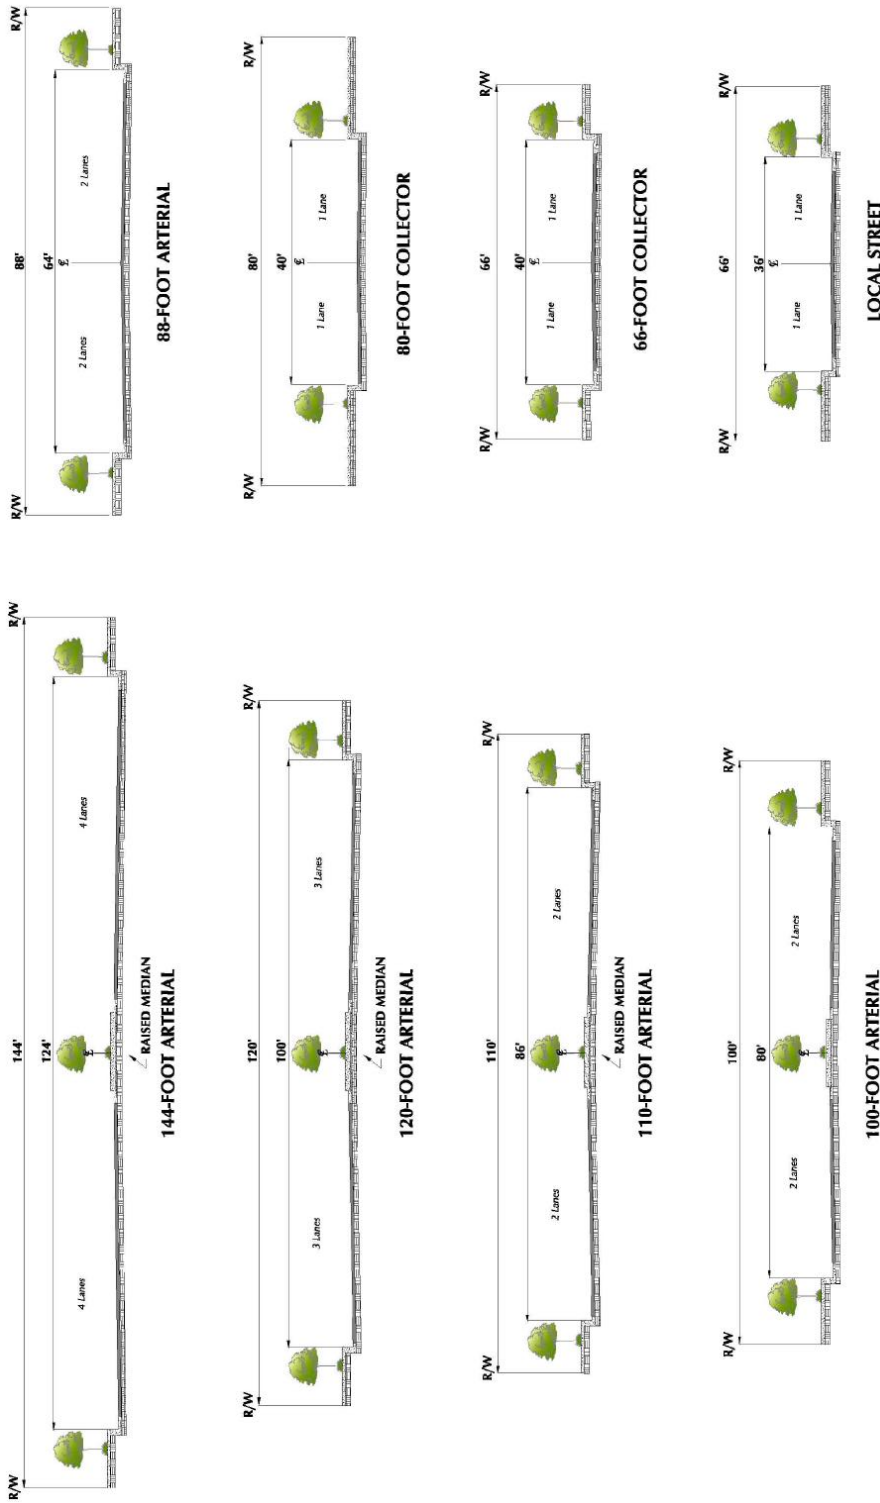 144'
R/W R/W
124'
4 Lanes ℄ 4 Lanes
RAISED MEDIAN
144-FOOT ARTERIAL
120'
R/W R/W
100'
3 Lanes ℄ 3 Lanes
RAISED MEDIAN
120-FOOT ARTERIAL
110'
R/W R/W
86'
2 Lanes ℄ 2 Lanes
RAISED MEDIAN
110-FOOT ARTERIAL
100'
R/W R/W
80'
2 Lanes ℄ 2 Lanes
100-FOOT ARTERIAL
88'
R/W R/W
64'
℄
2 Lanes 2 Lanes
88-FOOT ARTERIAL
80'
R/W R/W
40'
℄
1 Lane 1 Lane
80-FOOT COLLECTOR
66'
R/W R/W
40'
℄
1 Lane 1 Lane
66-FOOT COLLECTOR
66'
R/W R/W
36'
℄
1 Lane 1 Lane
LOCAL STREET